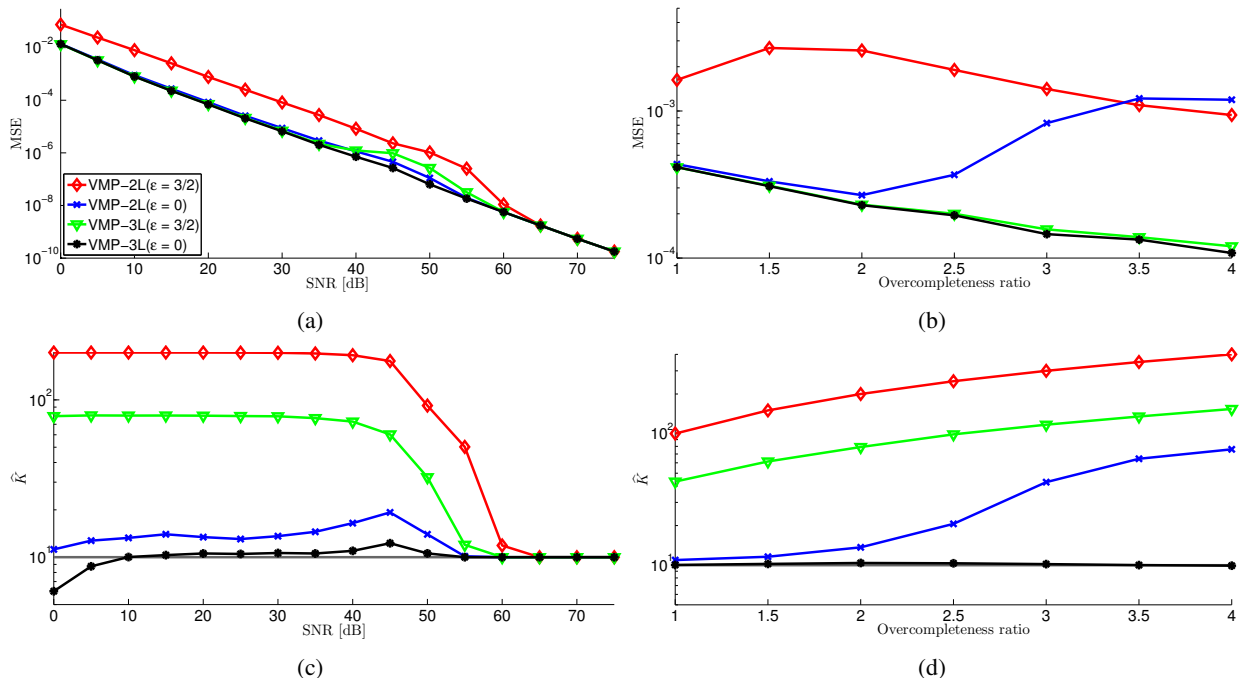 MSE
10^-2
10^-4
10^-6
10^-8
10^-10
VMP-2L(ε = 3/2)
VMP-2L(ε = 0)
VMP-3L(ε = 3/2)
VMP-3L(ε = 0)
0 10 20 30 40 50 60 70
SNR [dB]
(a)
MSE
10^-3
10^-4
1 1.5 2 2.5 3 3.5 4
Overcompleteness ratio
(b)
K̂
10^2
10^1
0 10 20 30 40 50 60 70
SNR [dB]
(c)
K̂
10^2
10^1
1 1.5 2 2.5 3 3.5 4
Overcompleteness ratio
(d)